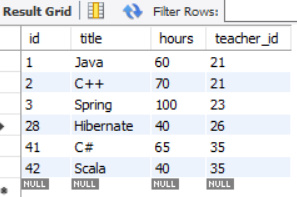 Result Grid Filter Rows:
id title hours teacher_id
1 Java 60 21
2 C++ 70 21
3 Spring 100 23
28 Hibernate 40 26
41 C# 65 35
42 Scala 40 35
NULL NULL NULL NULL